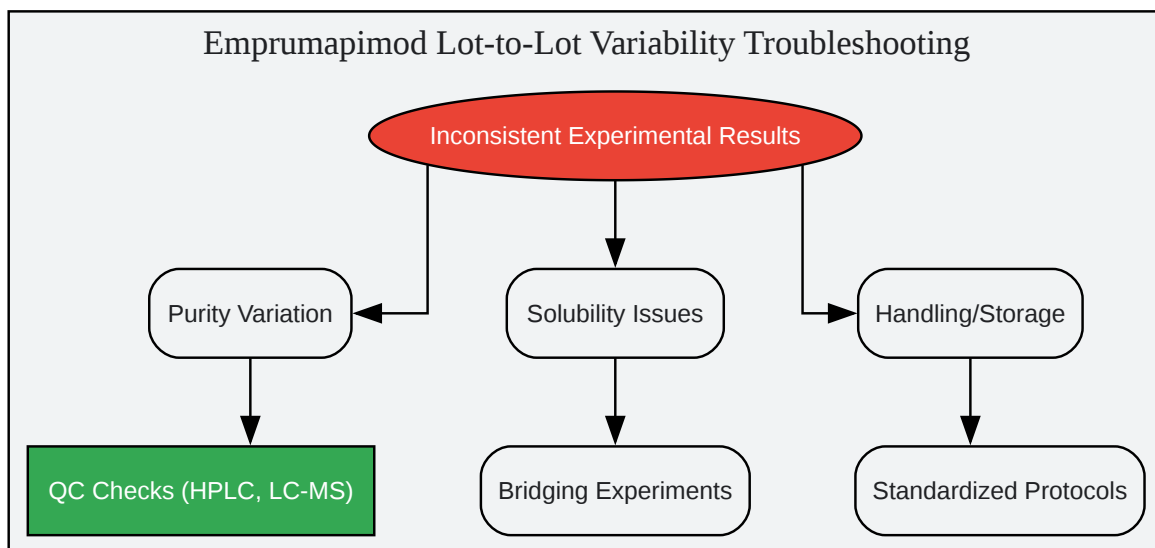 Emprumapimod Lot-to-Lot Variability Troubleshooting
Inconsistent Experimental Results
Purity Variation
Solubility Issues
Handling/Storage
QC Checks (HPLC, LC-MS)
Bridging Experiments
Standardized Protocols